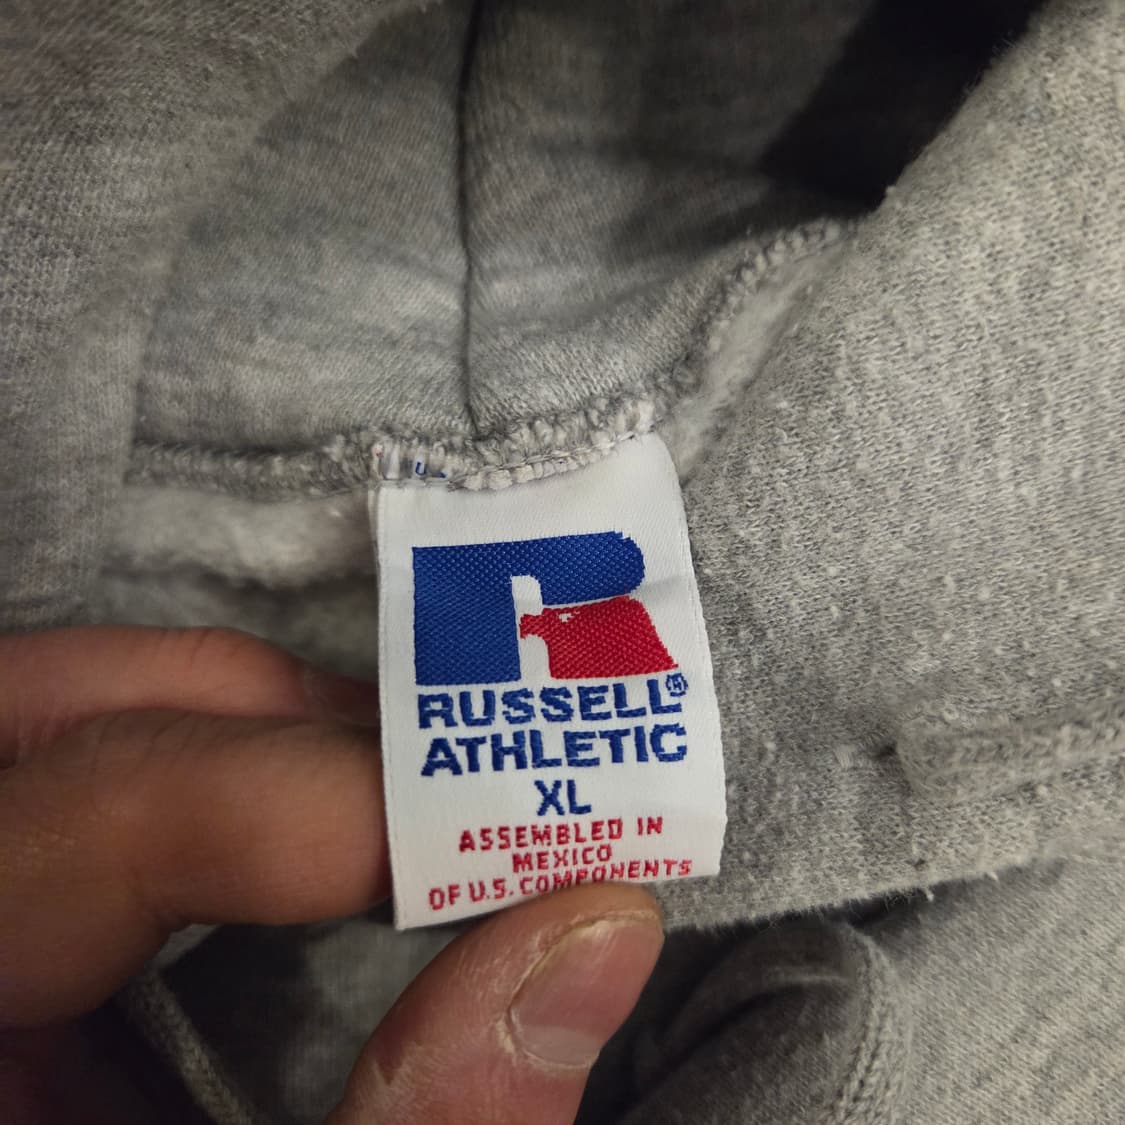 RUSSELL®
ATHLETIC
XL
ASSEMBLED IN
MEXICO
OF U.S. COMPONENTS